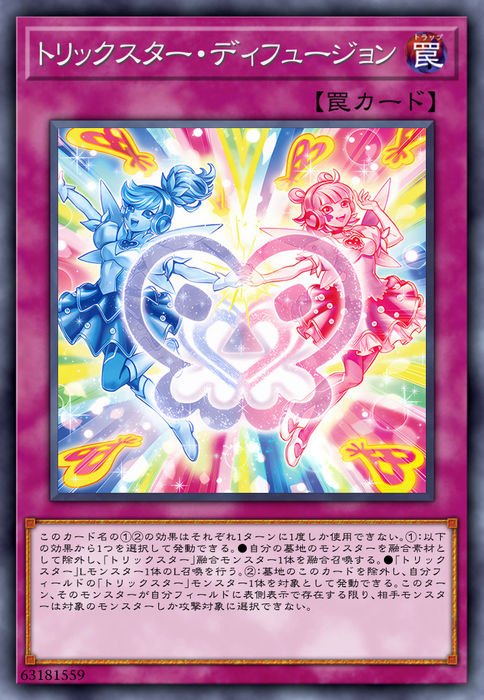 トリックスター・ディフュージョン
トラップ
罠
【罠カード】
このカード名の①②の効果はそれぞれ1ターンに1度しか使用できない。①:以下
の効果から1つを選択して発動できる。●自分の墓地のモンスターを融合素材と
して除外し、「トリックスター」融合モンスター1体を融合召喚する。●「トリック
スター」LモンスターⅠ体のL召喚を行う。②:墓地のこのカードを除外し、自分フ
ィールドの「トリックスター」モンスター1体を対象として発動できる。このター
ン、そのモンスターが自分フィールドに表側表示で存在する限り、相手モンスタ
ーは対象のモンスターしか攻撃対象に選択できない。
63181559